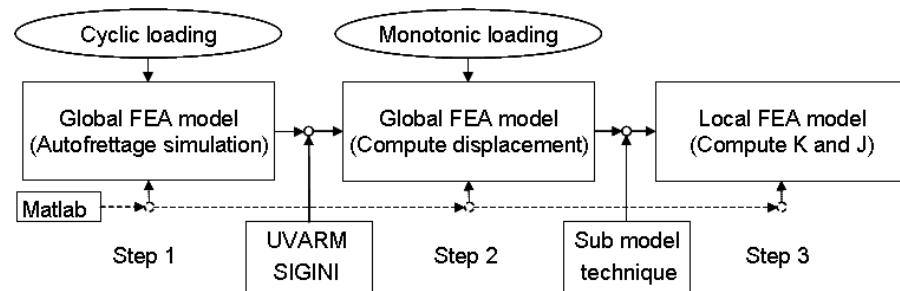 Cyclic loading
Monotonic loading
Global FEA model
(Autofrettage simulation)
Global FEA model
(Compute displacement)
Local FEA model
(Compute K and J)
Matlab
Step 1
UVARM
SIGINI
Step 2
Sub model
technique
Step 3